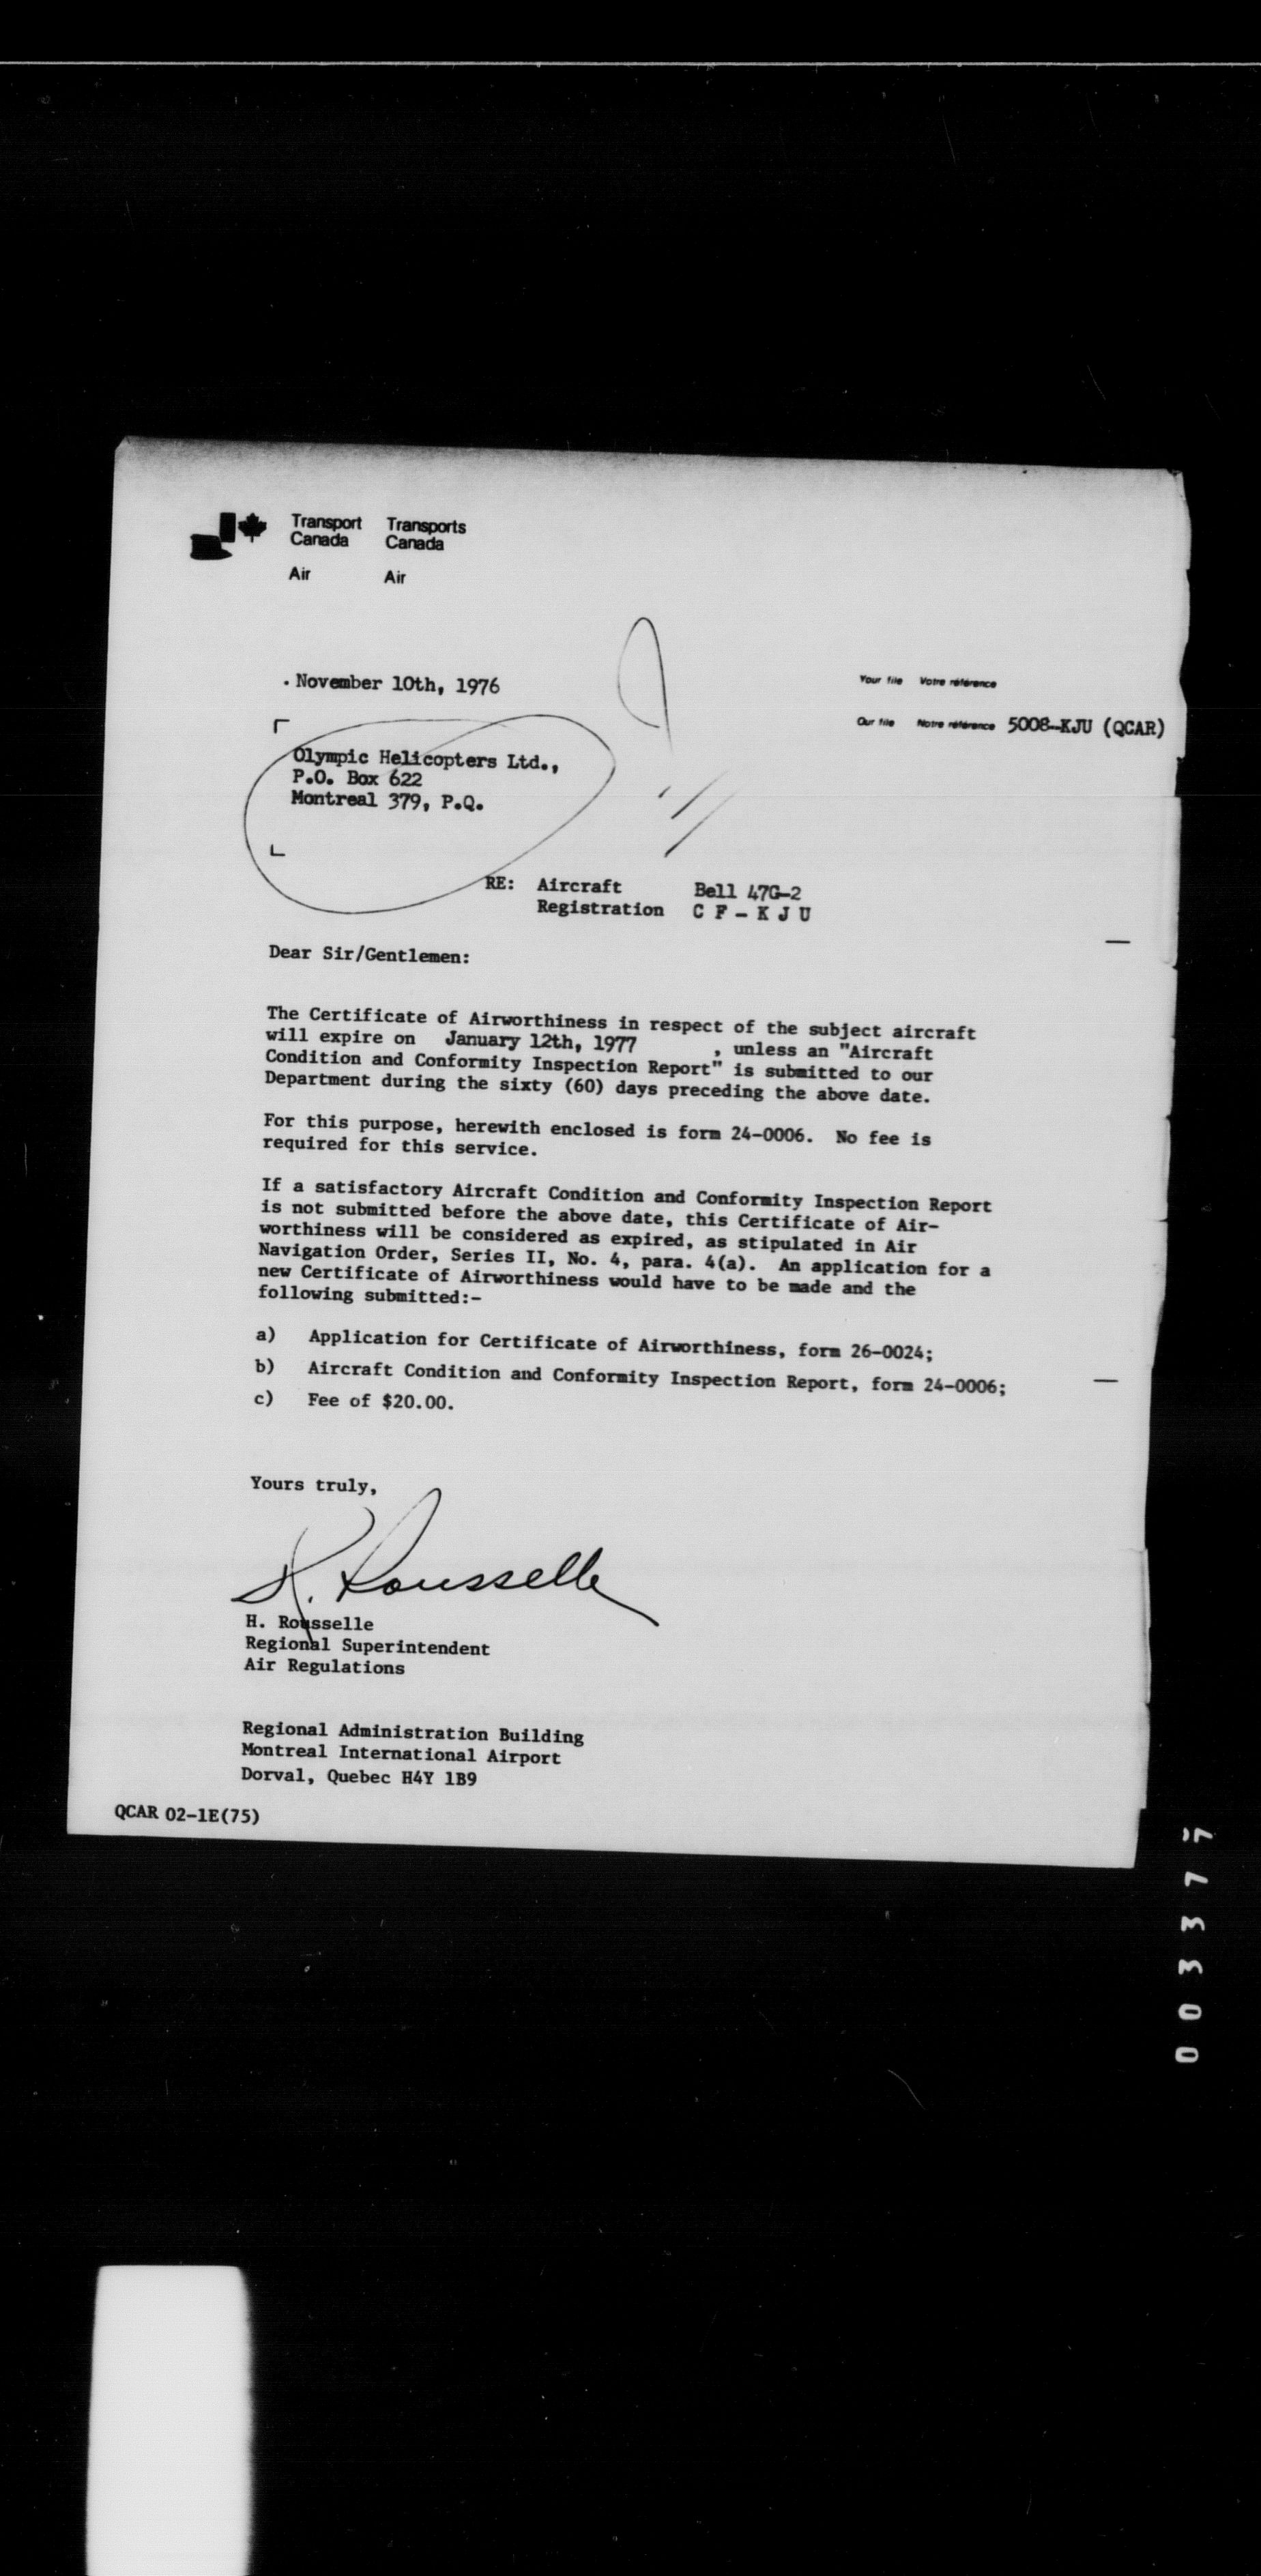 Transport Canada Transports Canada
Air Air
November 10th, 1976
Your file Votre référence
Our file Notre référence 5008-KJU (QCAR)
Olympic Helicopters Ltd.,
P.O. Box 622
Montreal 379, P.Q.
RE: Aircraft Bell 47G-2
Registration C F - K J U
Dear Sir/Gentlemen:
The Certificate of Airworthiness in respect of the subject aircraft
will expire on January 12th, 1977 , unless an "Aircraft
Condition and Conformity Inspection Report" is submitted to our
Department during the sixty (60) days preceding the above date.
For this purpose, herewith enclosed is form 24-0006. No fee is
required for this service.
If a satisfactory Aircraft Condition and Conformity Inspection Report
is not submitted before the above date, this Certificate of Air-
worthiness will be considered as expired, as stipulated in Air
Navigation Order, Series II, No. 4, para. 4(a). An application for a
new Certificate of Airworthiness would have to be made and the
following submitted:-
a) Application for Certificate of Airworthiness, form 26-0024;
b) Aircraft Condition and Conformity Inspection Report, form 24-0006;
c) Fee of $20.00.
Yours truly,
H. Rousselle
H. Rousselle
Regional Superintendent
Air Regulations
Regional Administration Building
Montreal International Airport
Dorval, Quebec H4Y 1B9
QCAR 02-1E(75)